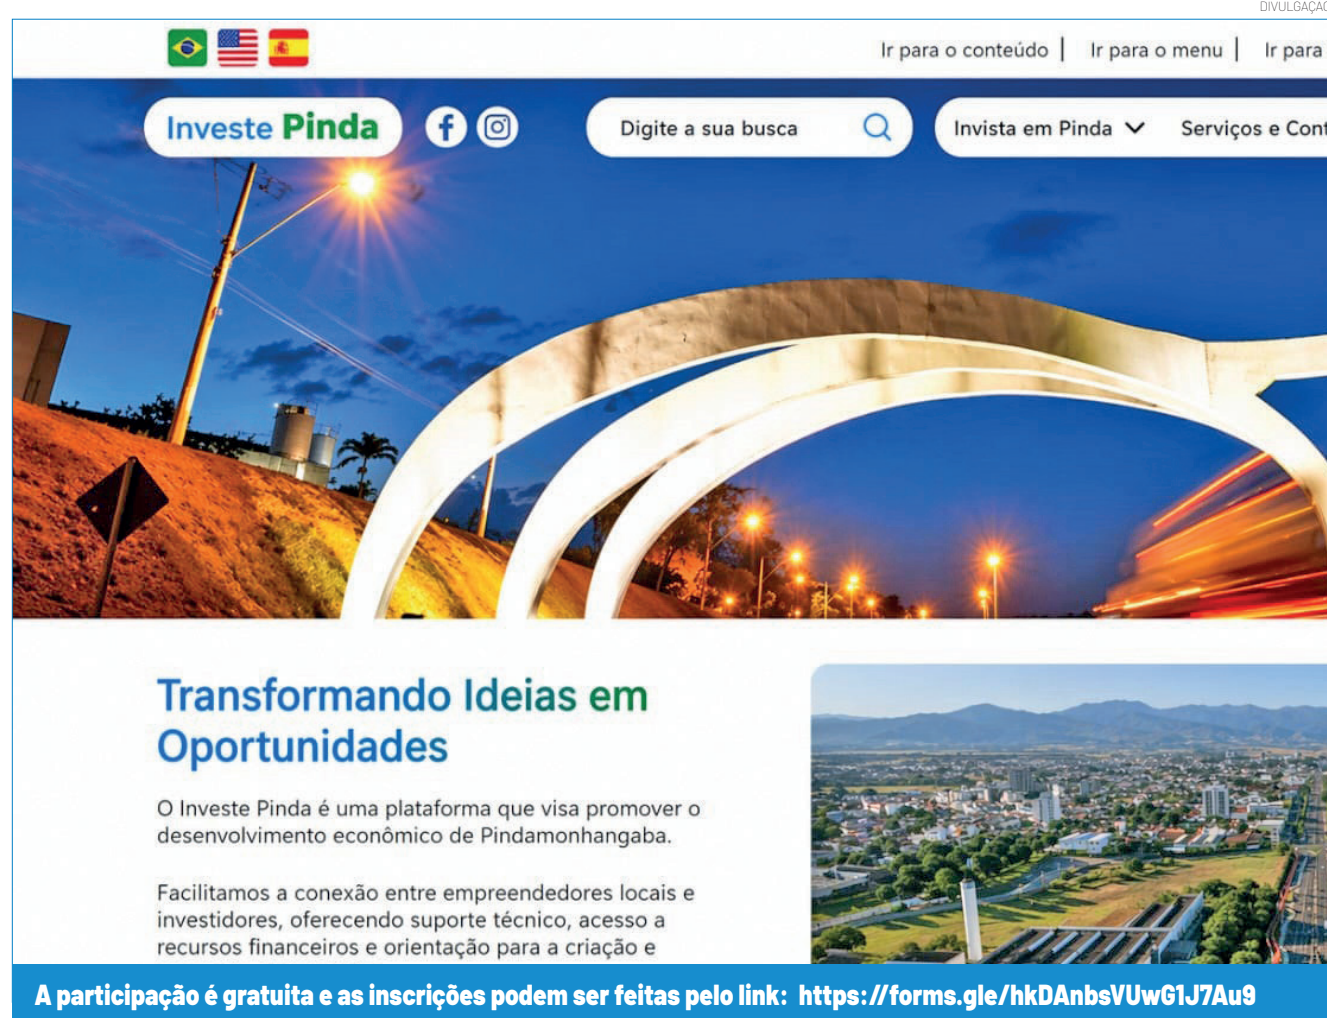 DIVULGAÇÃO
Ir para o conteúdo | Ir para o menu | Ir para
Investe Pinda
Digite a sua busca
Invista em Pinda
Serviços e Cont
Transformando Ideias em
Oportunidades
O Investe Pinda é uma plataforma que visa promover o
desenvolvimento econômico de Pindamonhangaba.
Facilitamos a conexão entre empreendedores locais e
investidores, oferecendo suporte técnico, acesso a
recursos financeiros e orientação para a criação e
A participação é gratuita e as inscrições podem ser feitas pelo link: https://forms.gle/hkDAnbsVUwG1J7Au9